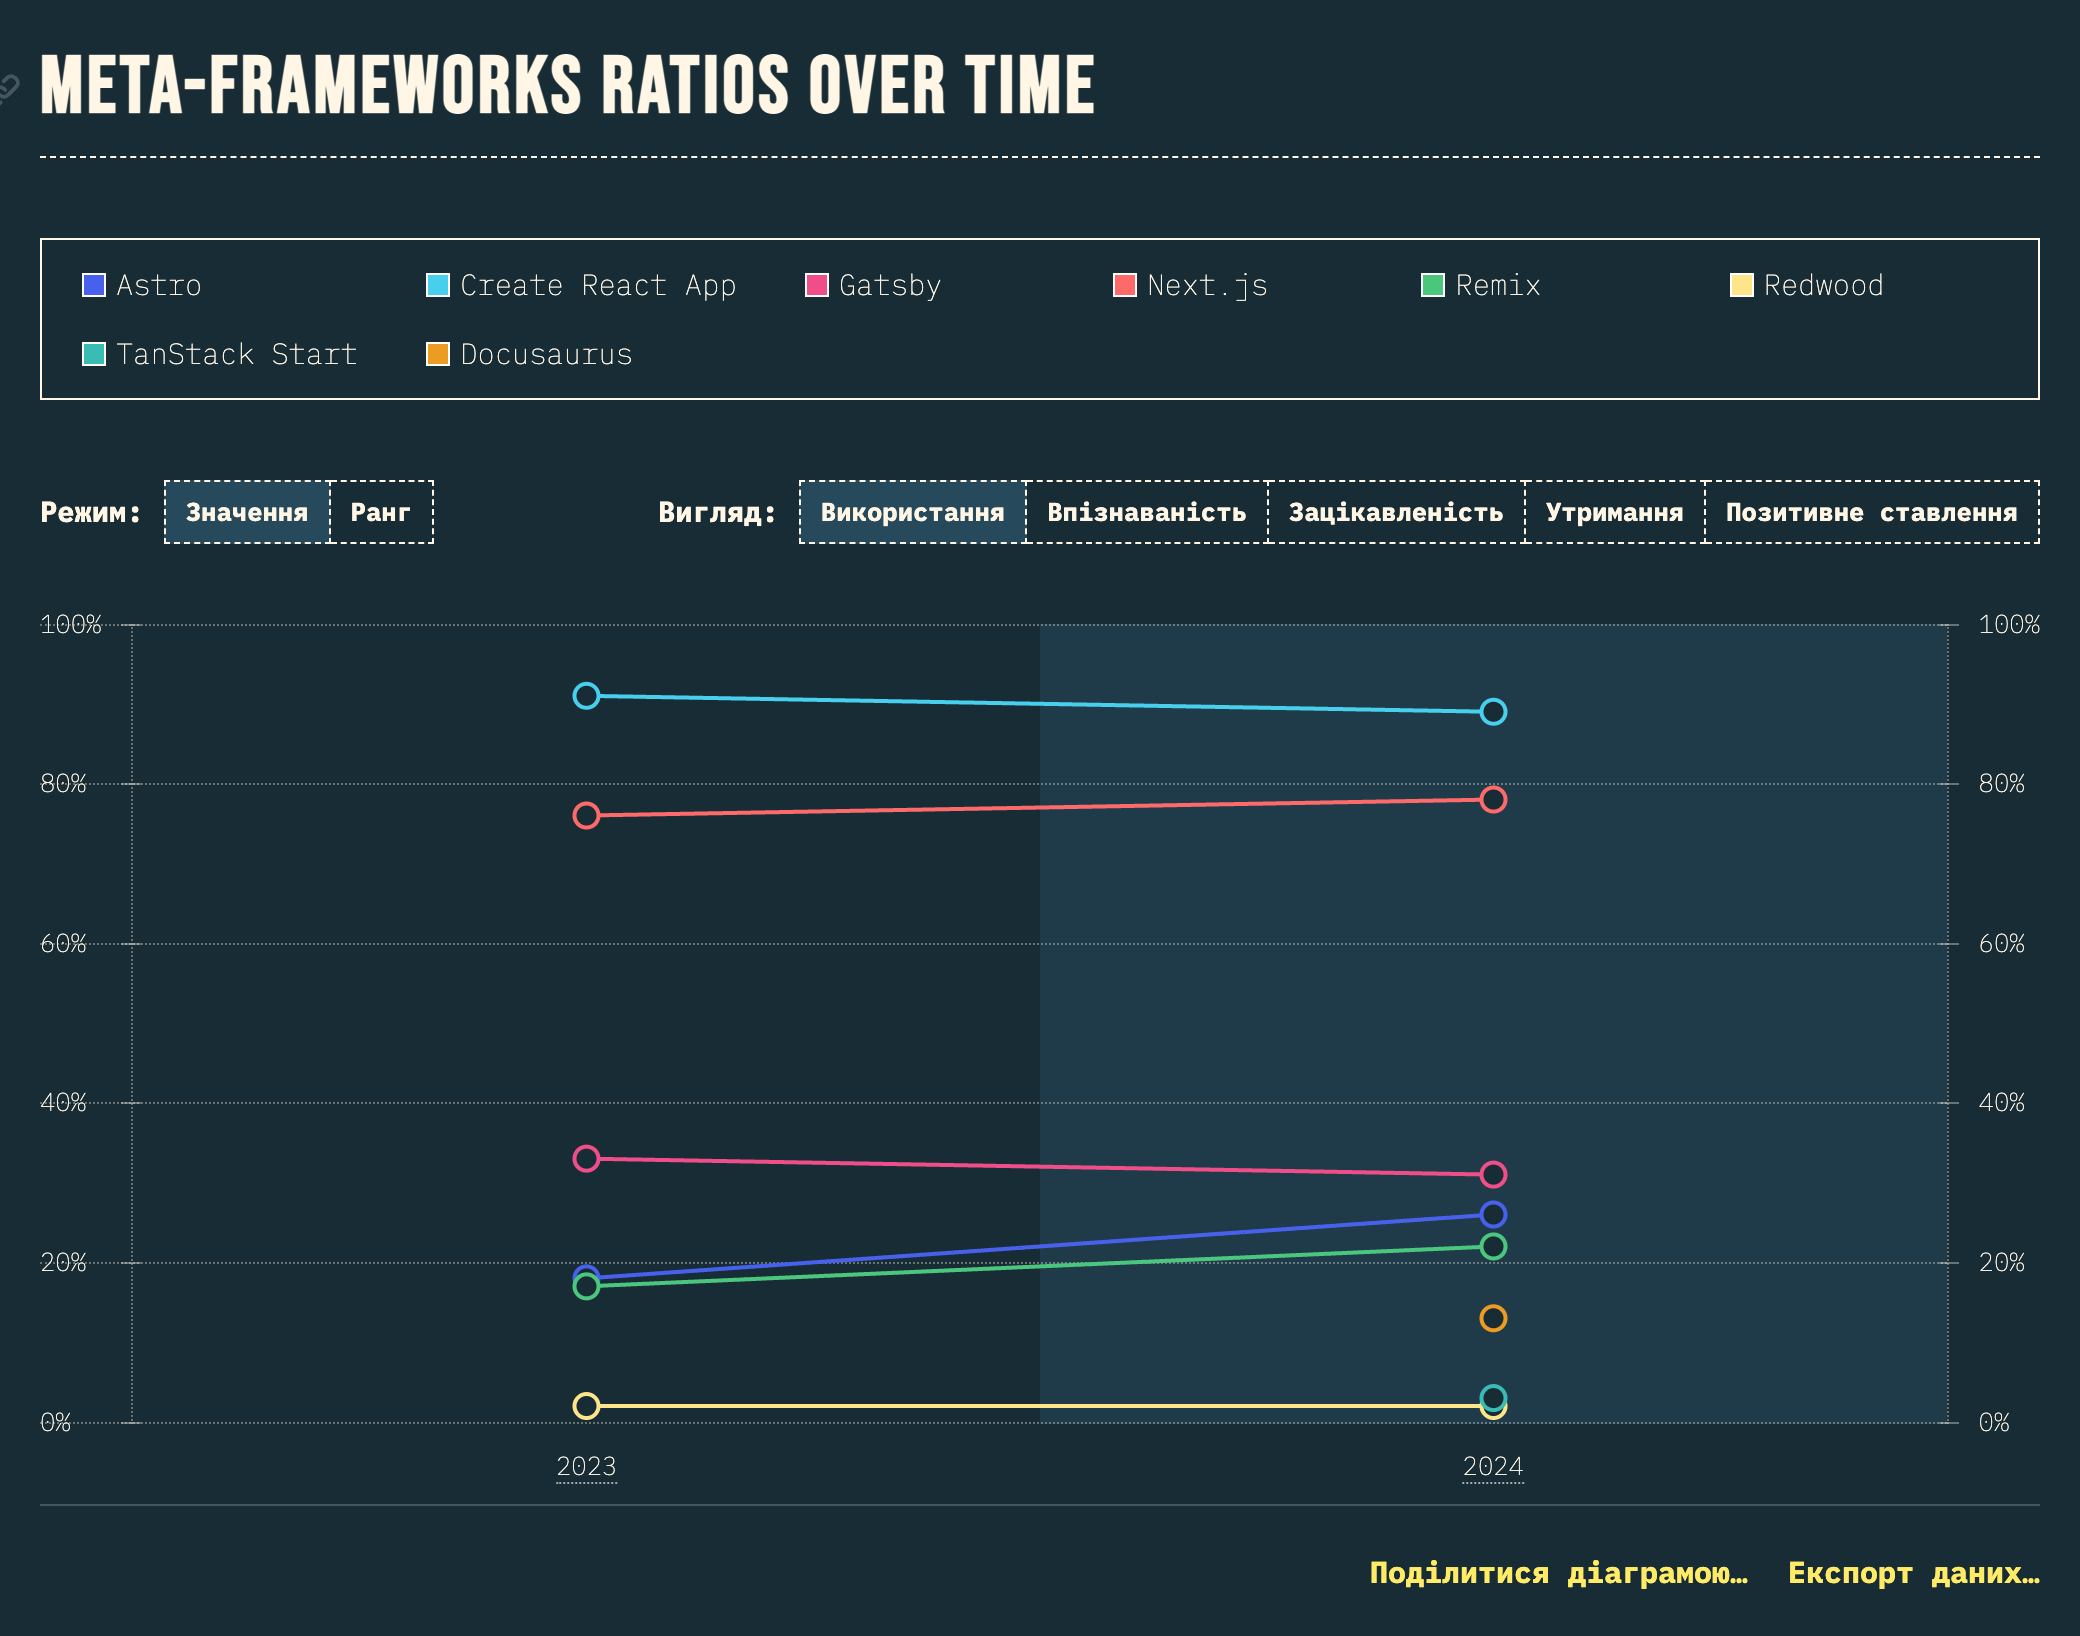 META-FRAMEWORKS RATIOS OVER TIME
Astro Create React App Gatsby Next.js Remix Redwood
TanStack Start Docusaurus
Режим: Значення Ранг Вигляд: Використання Впізнаваність Зацікавленість Утримання Позитивне ставлення
100% 100%
80% 80%
60% 60%
40% 40%
20% 20%
0% 0%
2023 2024
Поділитися діаграмою… Експорт даних…